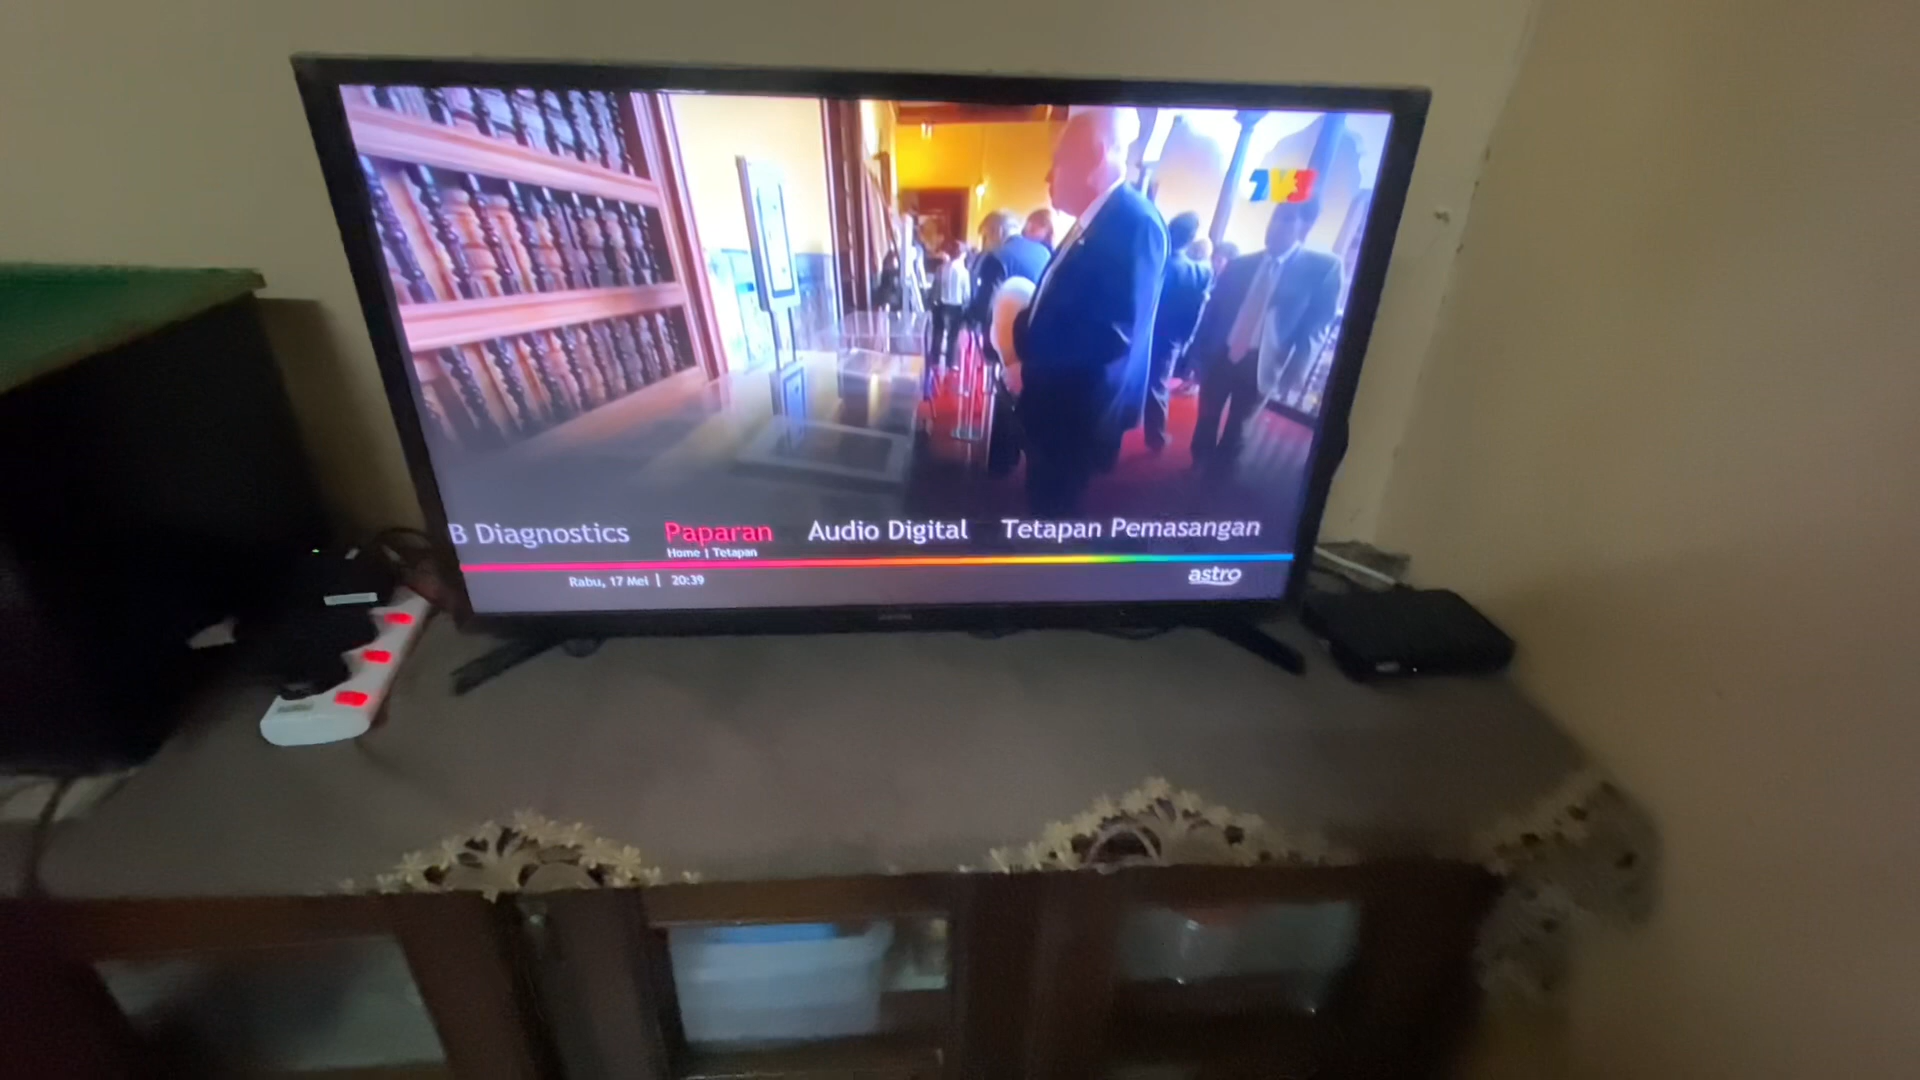 TV3
B Diagnostics Paparan Audio Digital Tetapan Pemasangan
Home | Tetapan
Rabu, 17 Mei | 20:39
astro